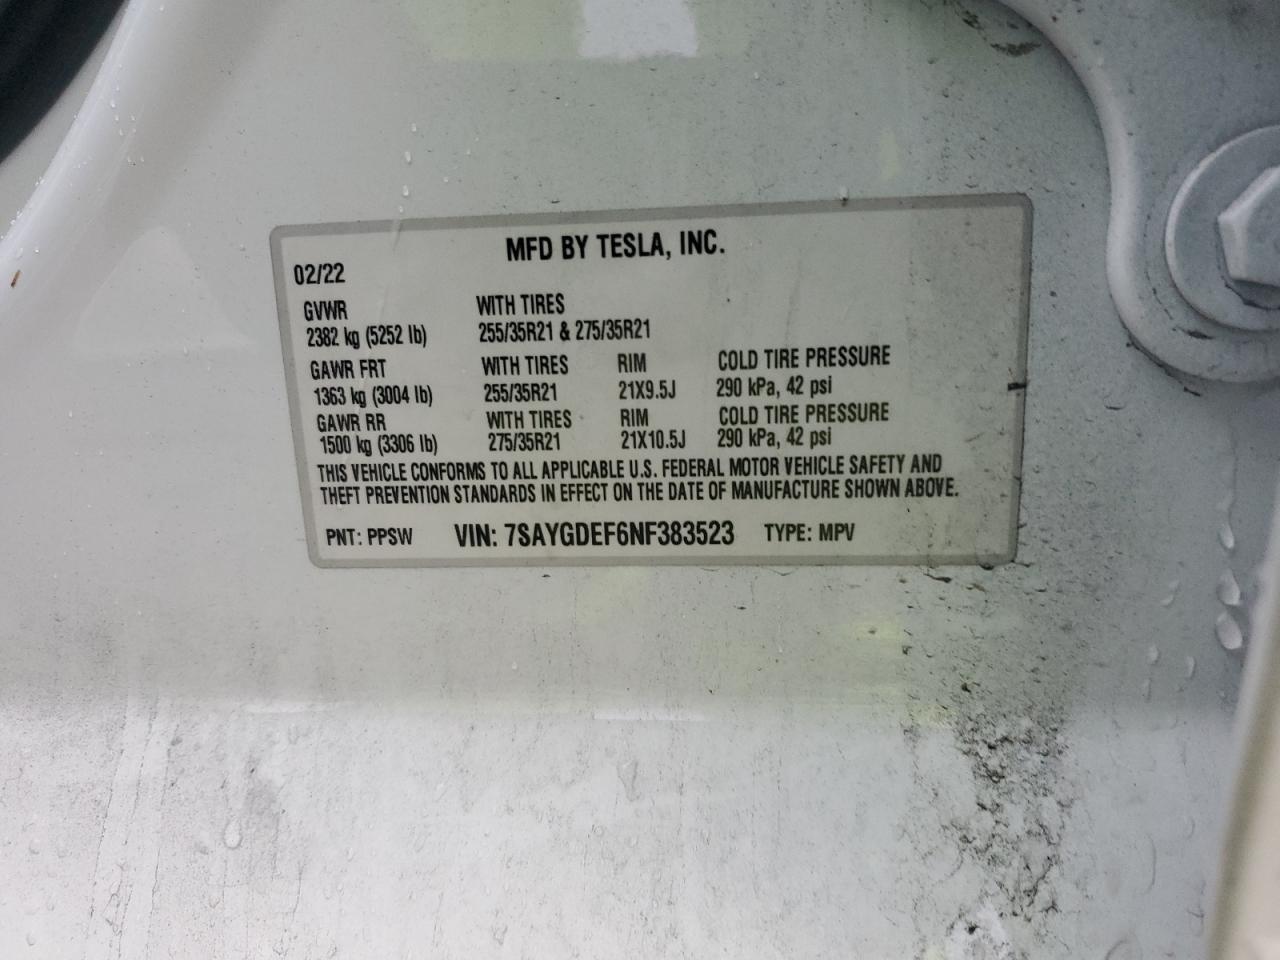 MFD BY TESLA, INC.
02/22
GVWR WITH TIRES
2382 kg (5252 lb) 255/35R21 & 275/35R21
GAWR FRT WITH TIRES RIM COLD TIRE PRESSURE
1363 kg (3004 lb) 255/35R21 21X9.5J 290 kPa, 42 psi
GAWR RR WITH TIRES RIM COLD TIRE PRESSURE
1500 kg (3306 lb) 275/35R21 21X10.5J 290 kPa, 42 psi
THIS VEHICLE CONFORMS TO ALL APPLICABLE U.S. FEDERAL MOTOR VEHICLE SAFETY AND
THEFT PREVENTION STANDARDS IN EFFECT ON THE DATE OF MANUFACTURE SHOWN ABOVE.
PNT: PPSW VIN: 7SAYGDEF6NF383523 TYPE: MPV